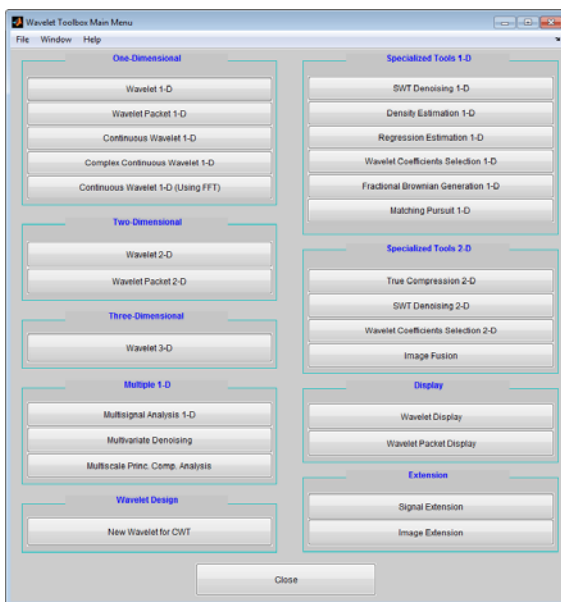 Wavelet Toolbox Main Menu
File Window Help
One-Dimensional
Wavelet 1-D
Wavelet Packet 1-D
Continuous Wavelet 1-D
Complex Continuous Wavelet 1-D
Continuous Wavelet 1-D (Using FFT)
Two-Dimensional
Wavelet 2-D
Wavelet Packet 2-D
Three-Dimensional
Wavelet 3-D
Multiple 1-D
Multisignal Analysis 1-D
Multivariate Denoising
Multiscale Princ. Comp. Analysis
Wavelet Design
New Wavelet for CWT
Specialized Tools 1-D
SWT Denoising 1-D
Density Estimation 1-D
Regression Estimation 1-D
Wavelet Coefficients Selection 1-D
Fractional Brownian Generation 1-D
Matching Pursuit 1-D
Specialized Tools 2-D
True Compression 2-D
SWT Denoising 2-D
Wavelet Coefficients Selection 2-D
Image Fusion
Display
Wavelet Display
Wavelet Packet Display
Extension
Signal Extension
Image Extension
Close